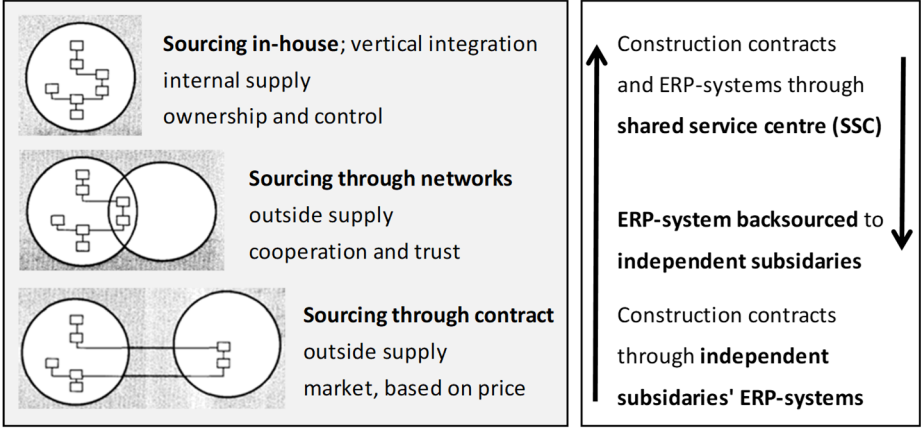 Sourcing in-house; vertical integration
internal supply
ownership and control
Sourcing through networks
outside supply
cooperation and trust
Sourcing through contract
outside supply
market, based on price
Construction contracts
and ERP-systems through
shared service centre (SSC)
ERP-system backsourced to
independent subsidaries
Construction contracts
through independent
subsidaries' ERP-systems